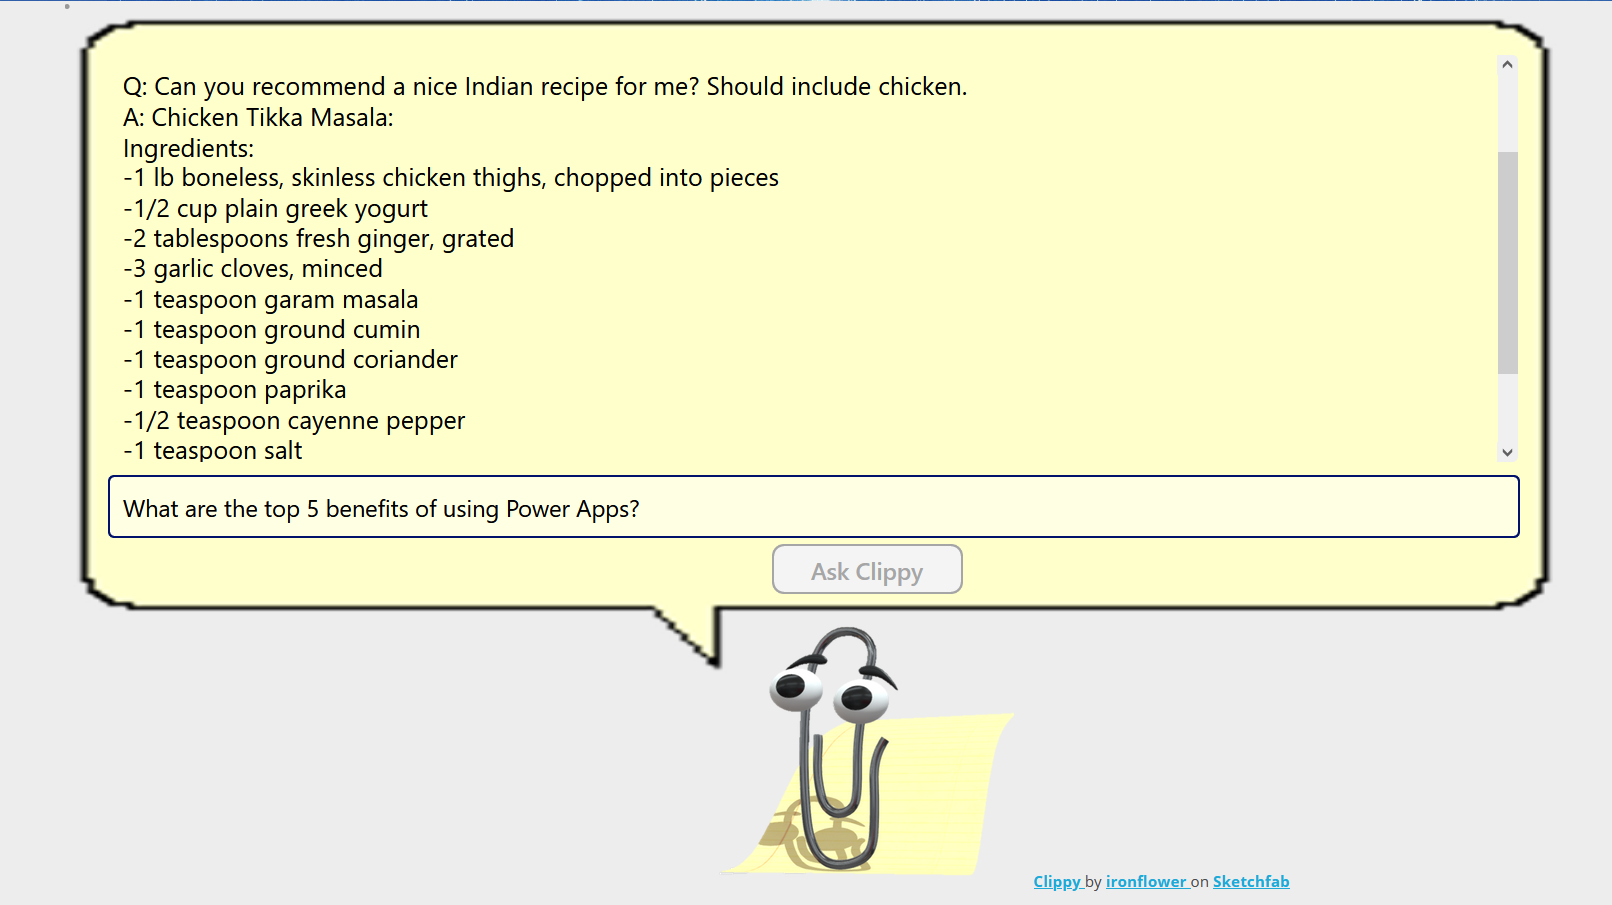 Q: Can you recommend a nice Indian recipe for me? Should include chicken.
A: Chicken Tikka Masala:
Ingredients:
-1 lb boneless, skinless chicken thighs, chopped into pieces
-1/2 cup plain greek yogurt
-2 tablespoons fresh ginger, grated
-3 garlic cloves, minced
-1 teaspoon garam masala
-1 teaspoon ground cumin
-1 teaspoon ground coriander
-1 teaspoon paprika
-1/2 teaspoon cayenne pepper
-1 teaspoon salt
What are the top 5 benefits of using Power Apps?
Ask Clippy
Clippy by ironflower on Sketchfab